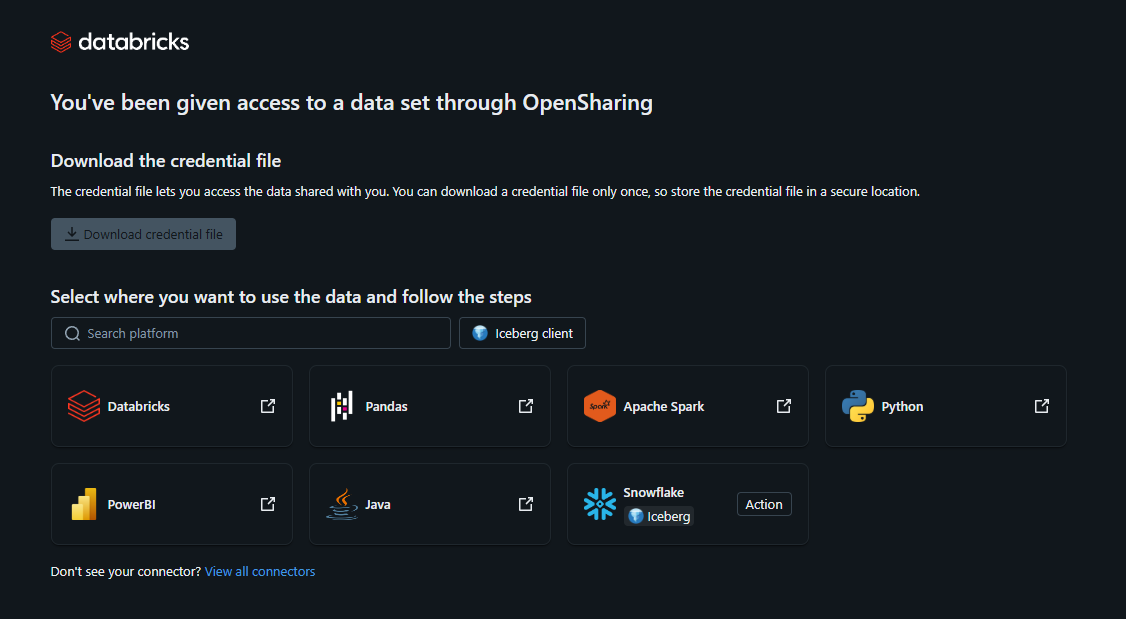 databricks
You've been given access to a data set through OpenSharing
Download the credential file
The credential file lets you access the data shared with you. You can download a credential file only once, so store the credential file in a secure location.
Download credential file
Select where you want to use the data and follow the steps
Search platform
Iceberg client
Databricks
Pandas
Spark
Apache Spark
Python
PowerBI
Java
Snowflake
Iceberg
Action
Don't see your connector? View all connectors